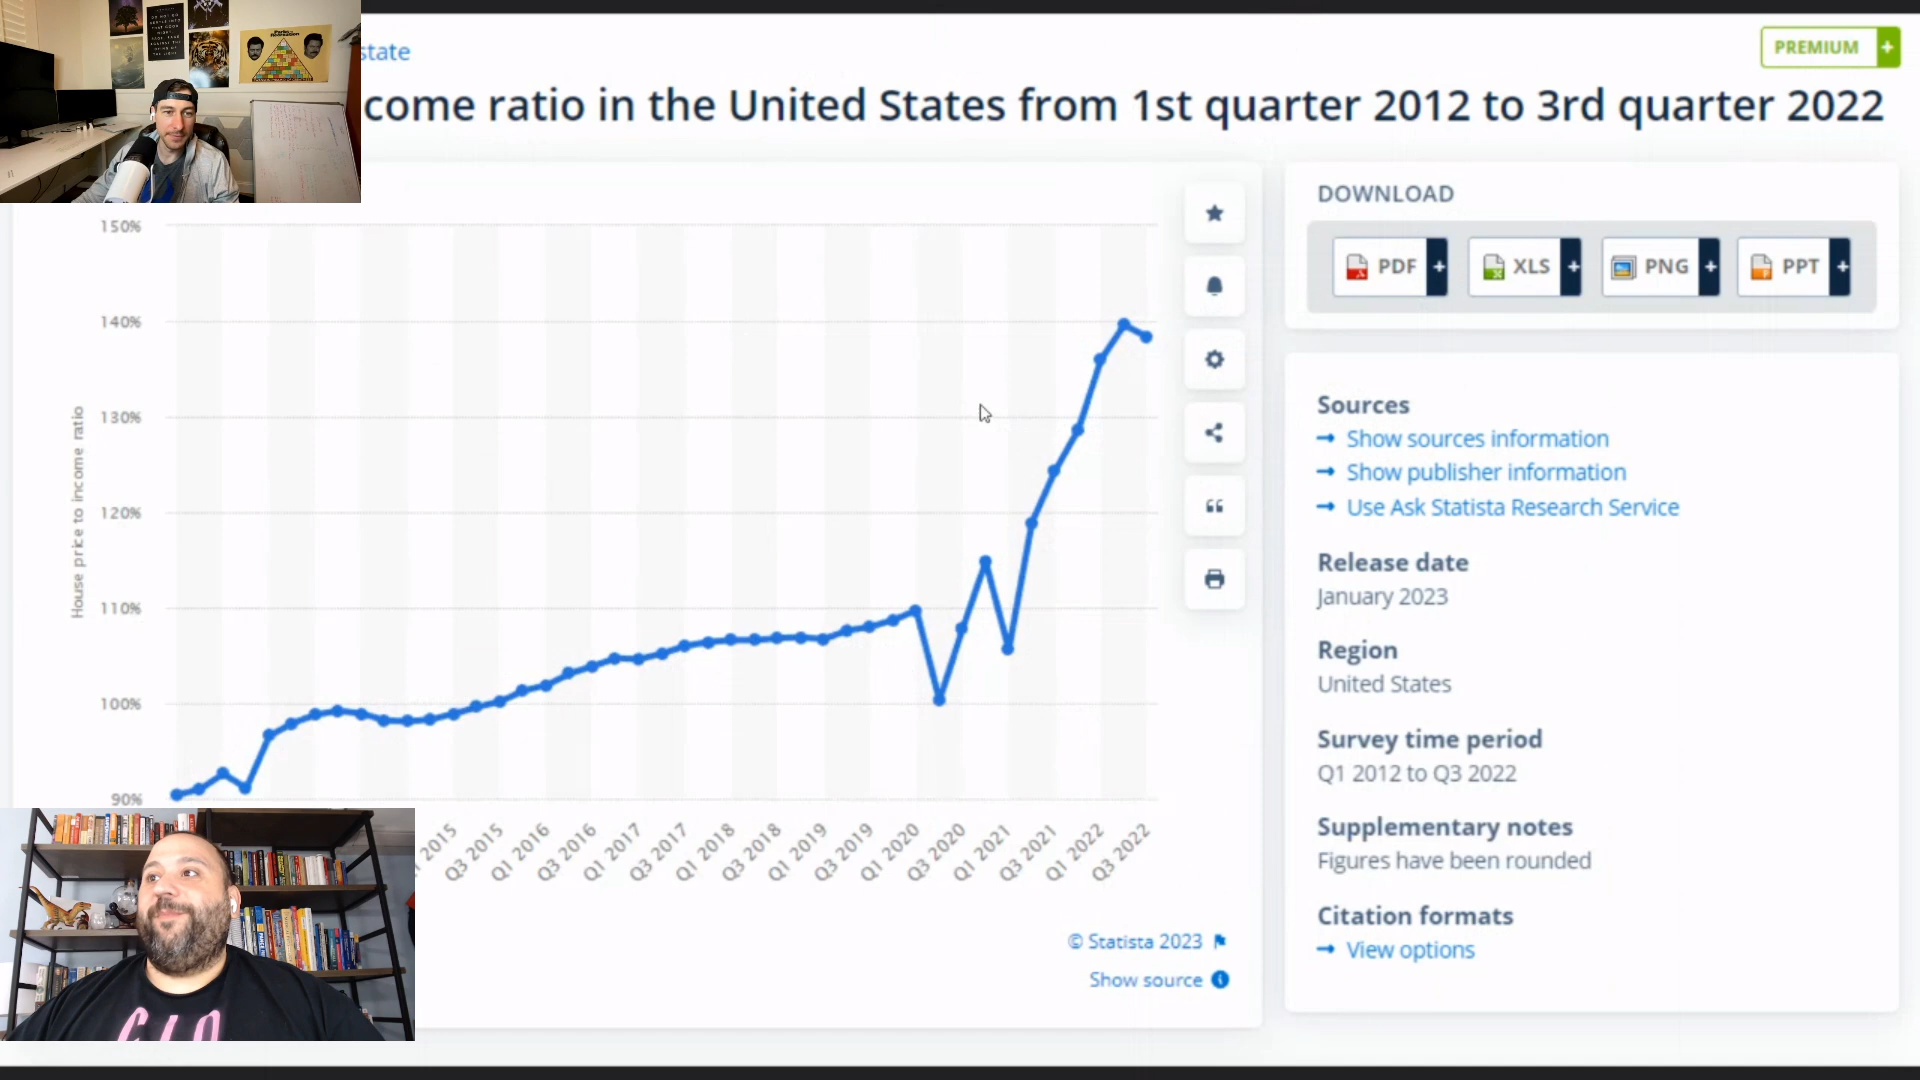 state
PREMIUM +
come ratio in the United States from 1st quarter 2012 to 3rd quarter 2022
DOWNLOAD
PDF +
XLS +
PNG +
PPT +
150%
140%
130%
120%
110%
100%
90%
House price to income ratio
2015
Q3 2015
Q1 2016
Q3 2016
Q1 2017
Q3 2017
Q1 2018
Q3 2018
Q1 2019
Q3 2019
Q1 2020
Q3 2020
Q1 2021
Q3 2021
Q1 2022
Q3 2022
© Statista 2023
Show source
Sources
Show sources information
Show publisher information
Use Ask Statista Research Service
Release date
January 2023
Region
United States
Survey time period
Q1 2012 to Q3 2022
Supplementary notes
Figures have been rounded
Citation formats
View options